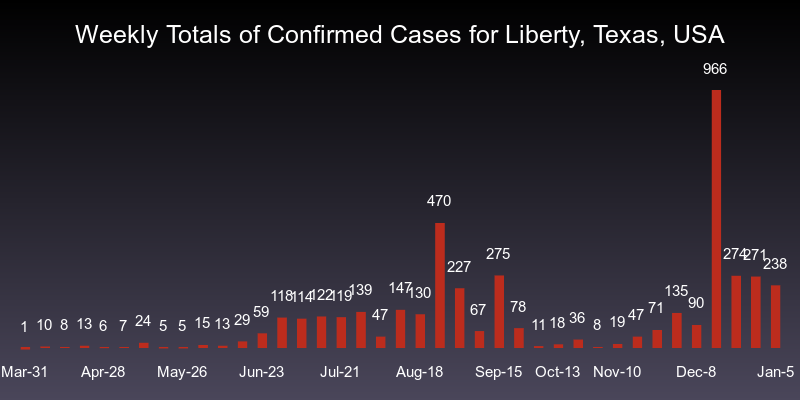 Weekly Totals of Confirmed Cases for Liberty, Texas, USA
1 10 8 13 6 7 24 5 5 15 13 29 59 118 114 122 119 139 47 147 130 470 227 67 275 78 11 18 36 8 19 47 71 135 90 966 274 271 238
Mar-31 Apr-28 May-26 Jun-23 Jul-21 Aug-18 Sep-15 Oct-13 Nov-10 Dec-8 Jan-5